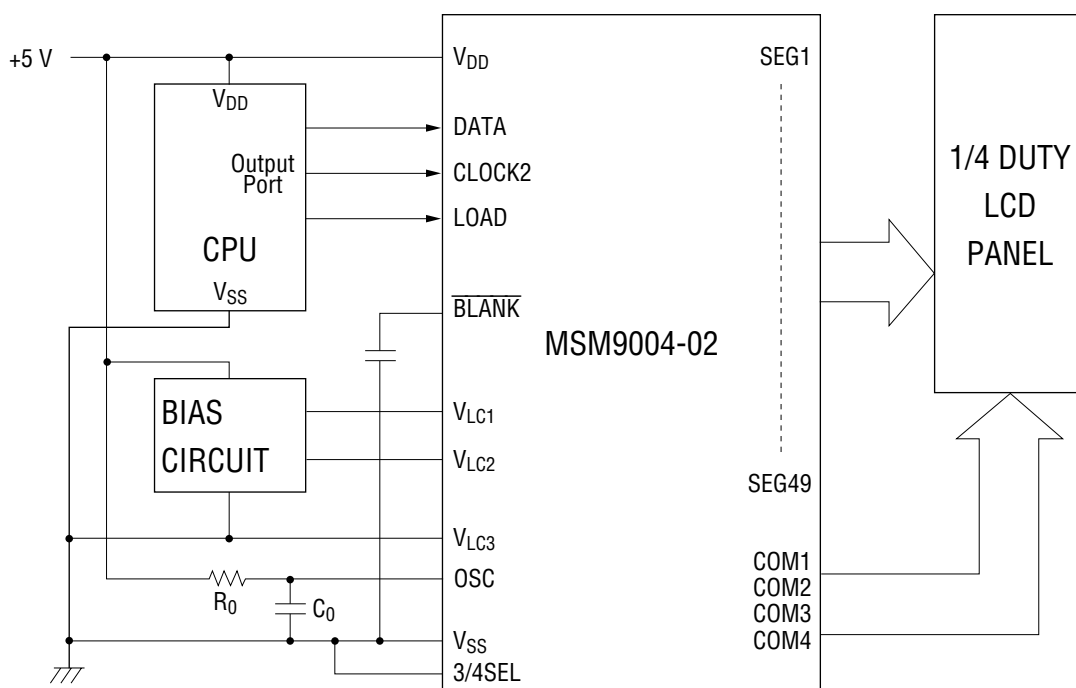 +5 V
VDD
SEG1
VDD
DATA
Output
Port
CLOCK2
LOAD
CPU
VSS
BLANK
MSM9004-02
1/4 DUTY
LCD
PANEL
BIAS
CIRCUIT
VLC1
VLC2
SEG49
VLC3
OSC
R0
C0
VSS
3/4SEL
COM1
COM2
COM3
COM4